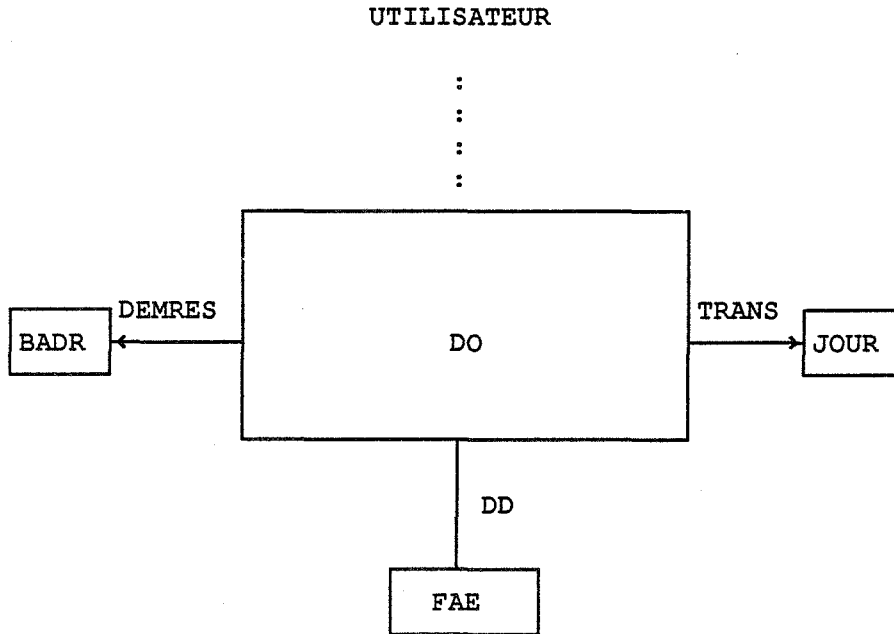 UTILISATEUR
DEMRES
TRANS
BADR
DO
JOUR
DD
FAE